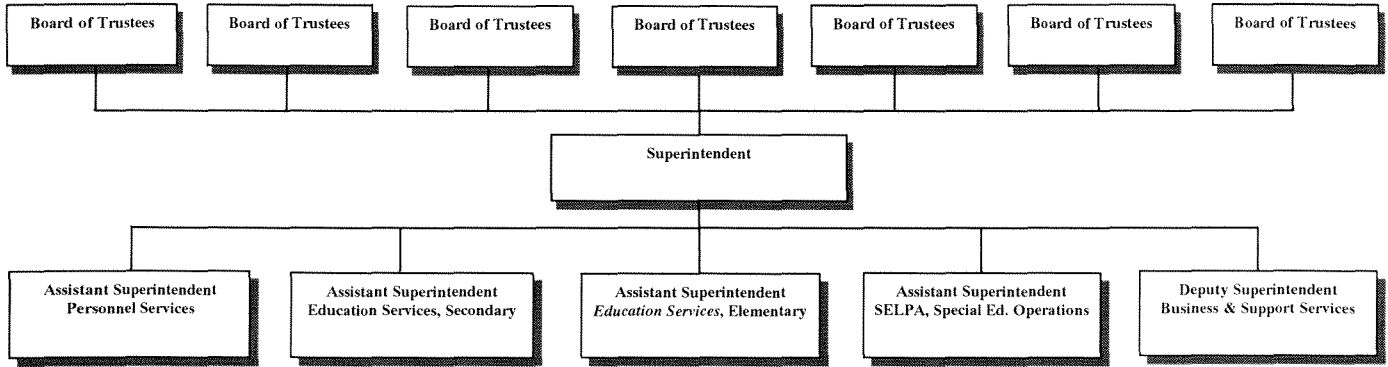 Board of Trustees
Board of Trustees
Board of Trustees
Board of Trustees
Board of Trustees
Board of Trustees
Board of Trustees
Superintendent
Assistant Superintendent
Personnel Services
Assistant Superintendent
Education Services, Secondary
Assistant Superintendent
Education Services, Elementary
Assistant Superintendent
SELPA, Special Ed. Operations
Deputy Superintendent
Business & Support Services